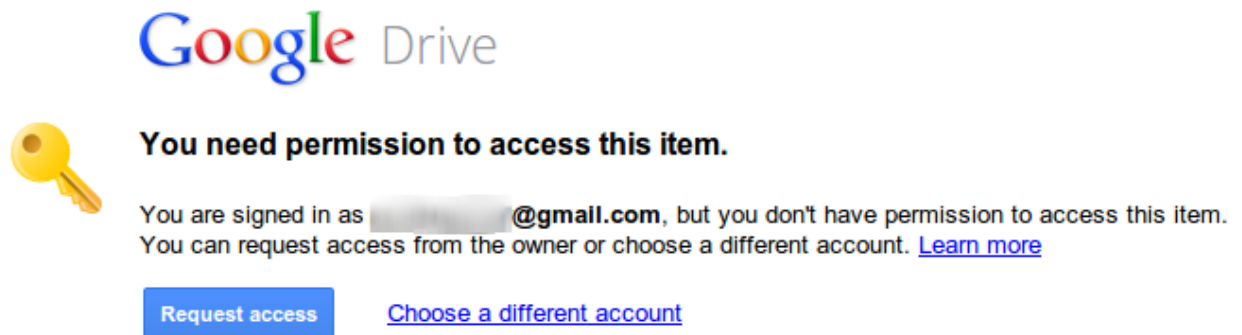 Google Drive
You need permission to access this item.
You are signed in as @gmail.com, but you don't have permission to access this item.
You can request access from the owner or choose a different account. Learn more
Request access Choose a different account